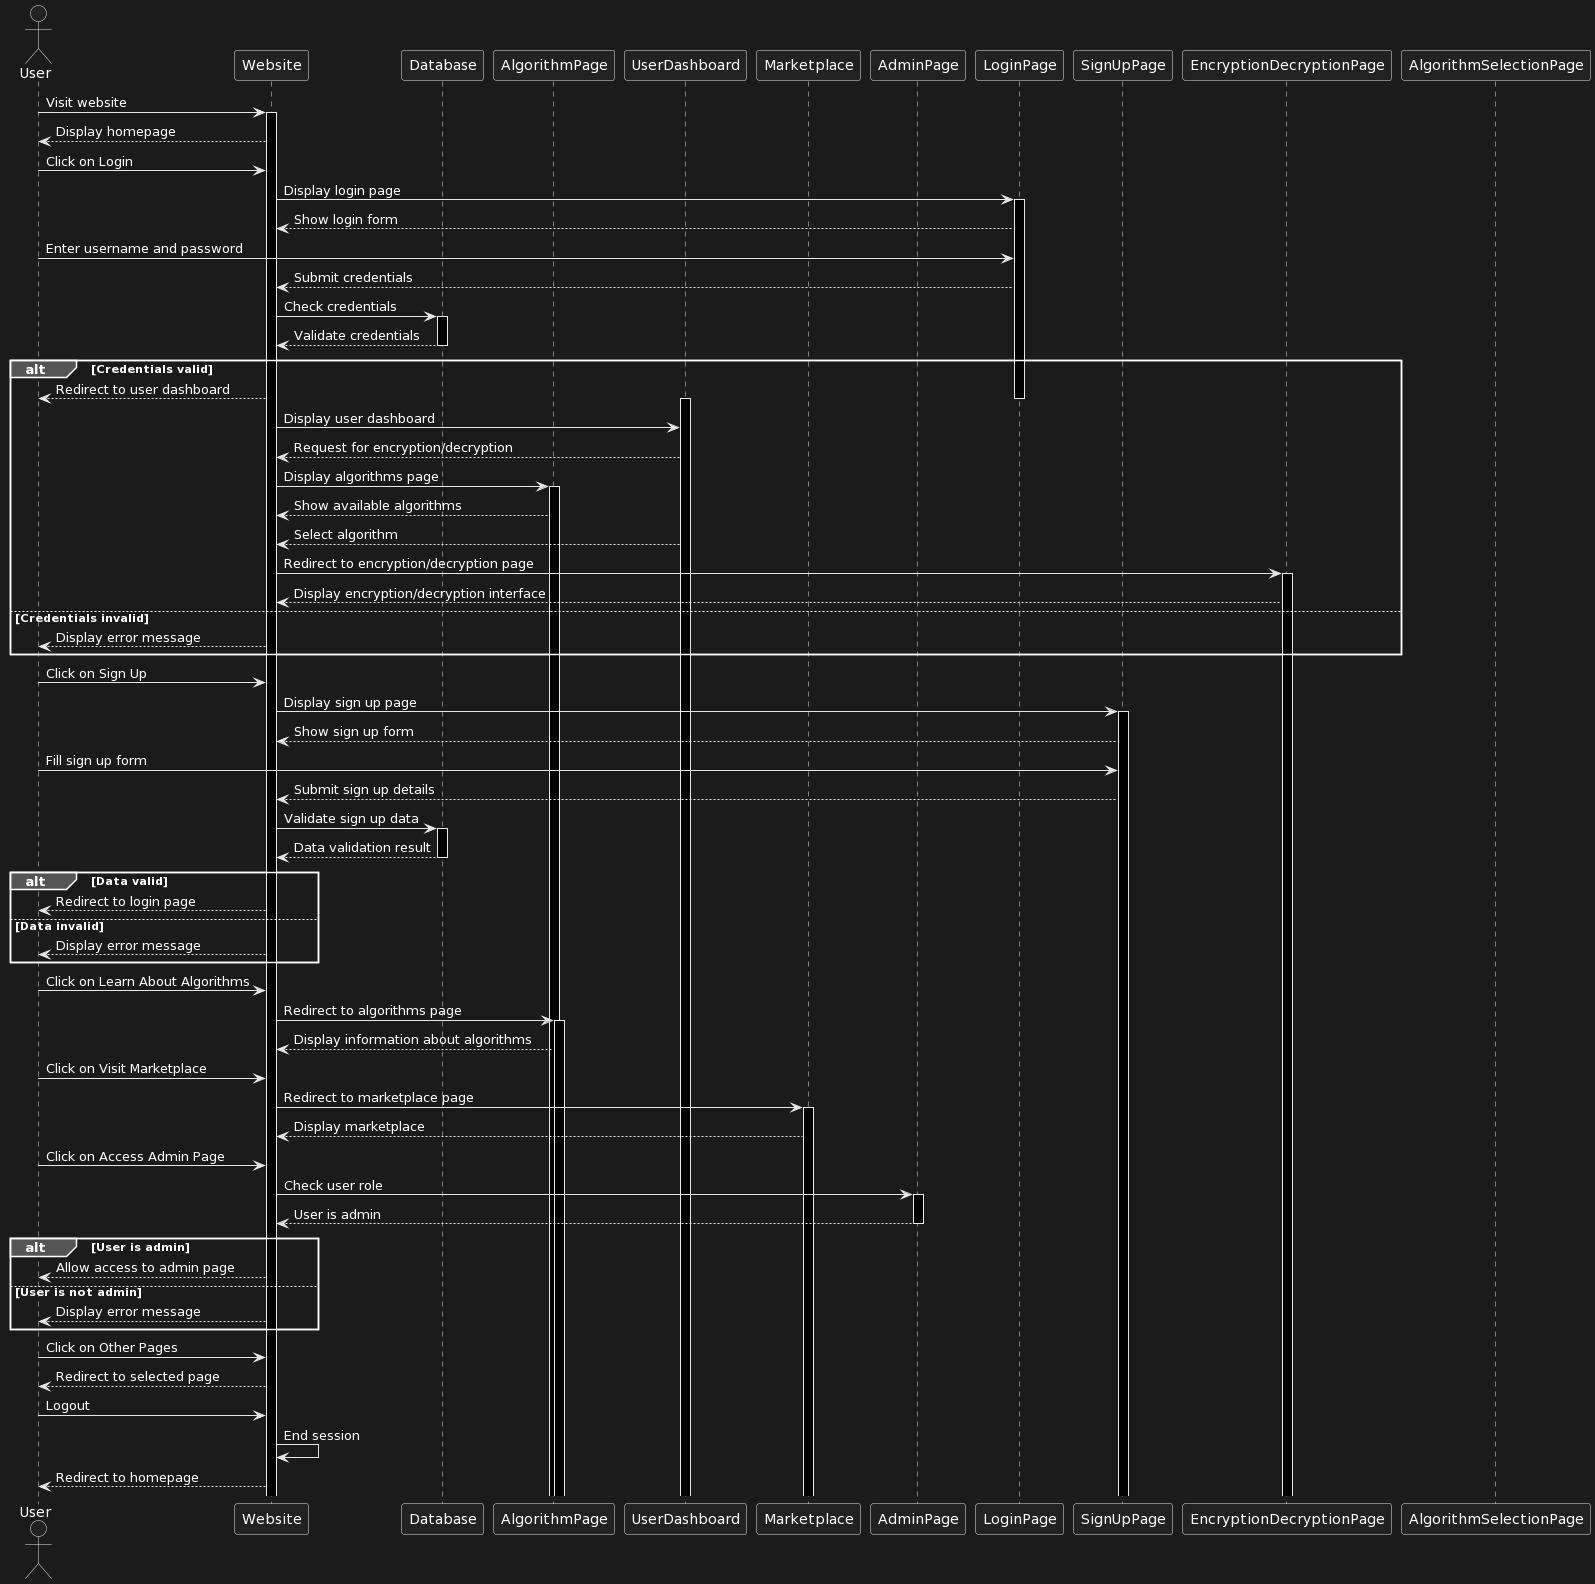 User
Website
Database
AlgorithmPage
UserDashboard
Marketplace
AdminPage
LoginPage
SignUpPage
EncryptionDecryptionPage
AlgorithmSelectionPage
Visit website
Display homepage
Click on Login
Display login page
Show login form
Enter username and password
Submit credentials
Check credentials
Validate credentials
alt [Credentials valid]
Redirect to user dashboard
Display user dashboard
Request for encryption/decryption
Display algorithms page
Show available algorithms
Select algorithm
Redirect to encryption/decryption page
Display encryption/decryption interface
[Credentials invalid]
Display error message
Click on Sign Up
Display sign up page
Show sign up form
Fill sign up form
Submit sign up details
Validate sign up data
Data validation result
alt [Data valid]
Redirect to login page
[Data invalid]
Display error message
Click on Learn About Algorithms
Redirect to algorithms page
Display information about algorithms
Click on Visit Marketplace
Redirect to marketplace page
Display marketplace
Click on Access Admin Page
Check user role
User is admin
alt [User is admin]
Allow access to admin page
[User is not admin]
Display error message
Click on Other Pages
Redirect to selected page
Logout
End session
Redirect to homepage
User
Website
Database
AlgorithmPage
UserDashboard
Marketplace
AdminPage
LoginPage
SignUpPage
EncryptionDecryptionPage
AlgorithmSelectionPage